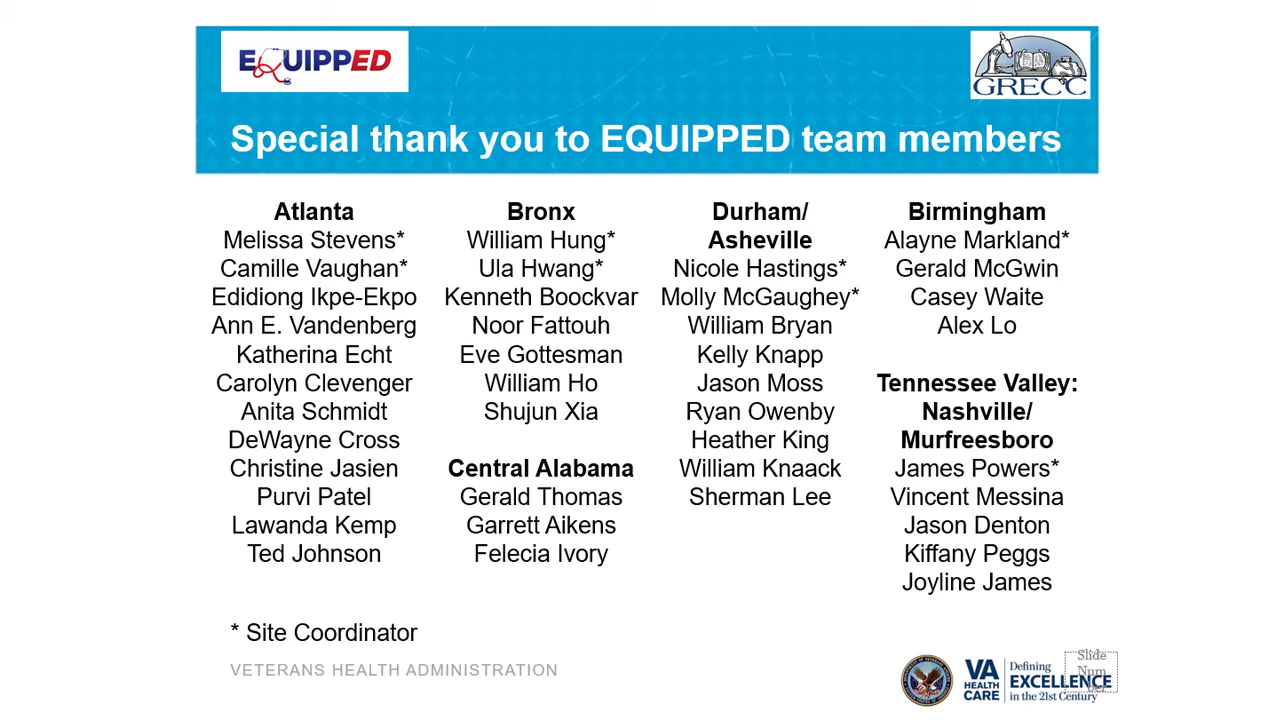 EQUIPPED
GRECC
Special thank you to EQUIPPED team members
Atlanta
Melissa Stevens*
Camille Vaughan*
Edidiong Ikpe-Ekpo
Ann E. Vandenberg
Katherina Echt
Carolyn Clevenger
Anita Schmidt
DeWayne Cross
Christine Jasien
Purvi Patel
Lawanda Kemp
Ted Johnson
Bronx
William Hung*
Ula Hwang*
Kenneth Boockvar
Noor Fattouh
Eve Gottesman
William Ho
Shujun Xia
Central Alabama
Gerald Thomas
Garrett Aikens
Felecia Ivory
Durham/
Asheville
Nicole Hastings*
Molly McGaughey*
William Bryan
Kelly Knapp
Jason Moss
Ryan Owenby
Heather King
William Knaack
Sherman Lee
Birmingham
Alayne Markland*
Gerald McGwin
Casey Waite
Alex Lo
Tennessee Valley:
Nashville/
Murfreesboro
James Powers*
Vincent Messina
Jason Denton
Kiffany Peggs
Joyline James
* Site Coordinator
VETERANS HEALTH ADMINISTRATION
VA
HEALTH
CARE
Defining
EXCELLENCE
in the 21st Century
Slide
Num
ber